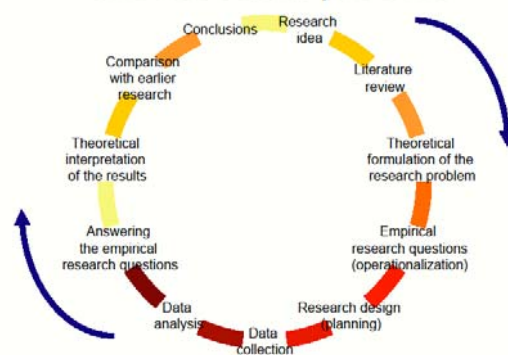 Research
idea
Literature
review
Theoretical
formulation of the
research problem
Empirical
research questions
(operationalization)
Research design
(planning)
Data
collection
Data
analysis
Answering
the empirical
research questions
Theoretical
interpretation
of the results
Comparison
with earlier
research
Conclusions